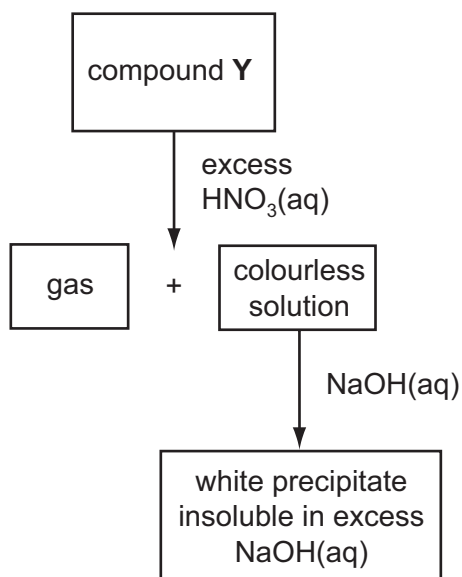 compound Y
excess
HNO₃(aq)
gas
+
colourless
solution
NaOH(aq)
white precipitate
insoluble in excess
NaOH(aq)